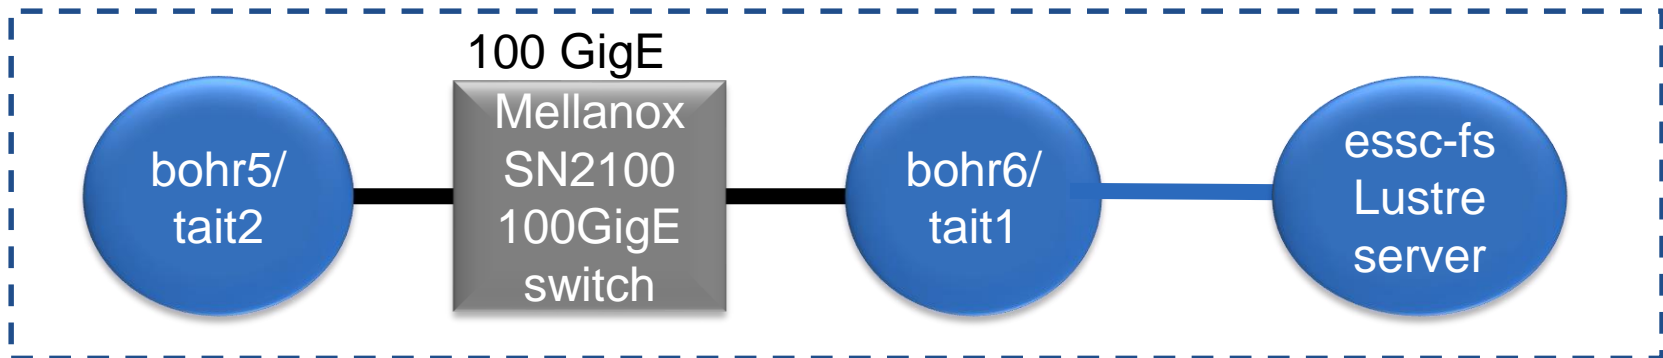 100 GigE
bohr5/
tait2
Mellanox
SN2100
100GigE
switch
bohr6/
tait1
essc-fs
Lustre
server